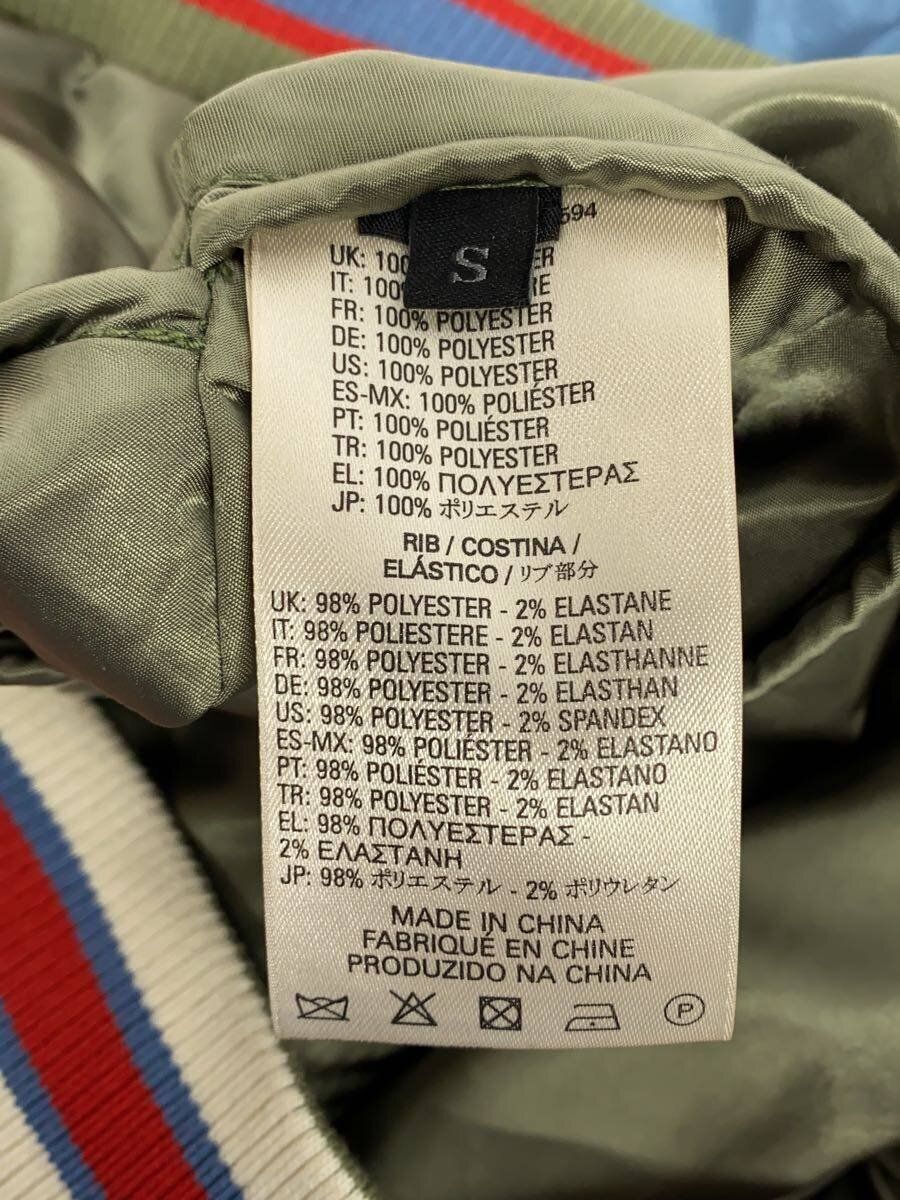 594
S
UK: 100
IT: 100
FR: 100% POLYESTER
DE: 100% POLYESTER
US: 100% POLYESTER
ES-MX: 100% POLIÉSTER
PT: 100% POLIÉSTER
TR: 100% POLYESTER
EL: 100% ΠΟΛΥΕΣΤΕΡΑΣ
JP: 100% ポリエステル
RIB / COSTINA /
ELÁSTICO / リブ部分
UK: 98% POLYESTER - 2% ELASTANE
IT: 98% POLIESTERE - 2% ELASTAN
FR: 98% POLYESTER - 2% ELASTHANNE
DE: 98% POLYESTER - 2% ELASTHAN
US: 98% POLYESTER - 2% SPANDEX
ES-MX: 98% POLIÉSTER - 2% ELASTANO
PT: 98% POLIÉSTER - 2% ELASTANO
TR: 98% POLYESTER - 2% ELASTAN
EL: 98% ΠΟΛΥΕΣΤΕΡΑΣ -
2% ΕΛΑΣΤΑΝΗ
JP: 98% ポリエステル - 2% ポリウレタン
MADE IN CHINA
FABRIQUÉ EN CHINE
PRODUZIDO NA CHINA
P